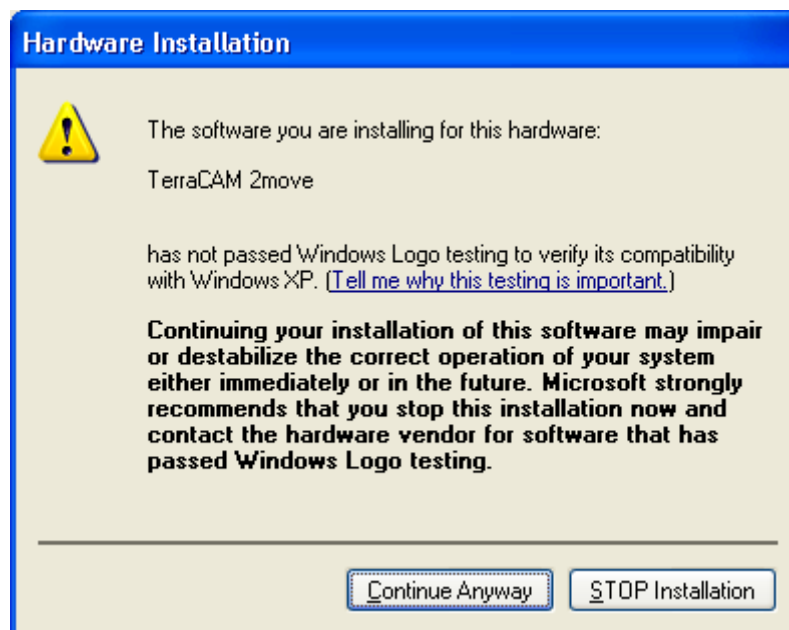 Hardware Installation
The software you are installing for this hardware:
TerraCAM 2move
has not passed Windows Logo testing to verify its compatibility
with Windows XP. (Tell me why this testing is important.)
Continuing your installation of this software may impair
or destabilize the correct operation of your system
either immediately or in the future. Microsoft strongly
recommends that you stop this installation now and
contact the hardware vendor for software that has
passed Windows Logo testing.
Continue Anyway
STOP Installation